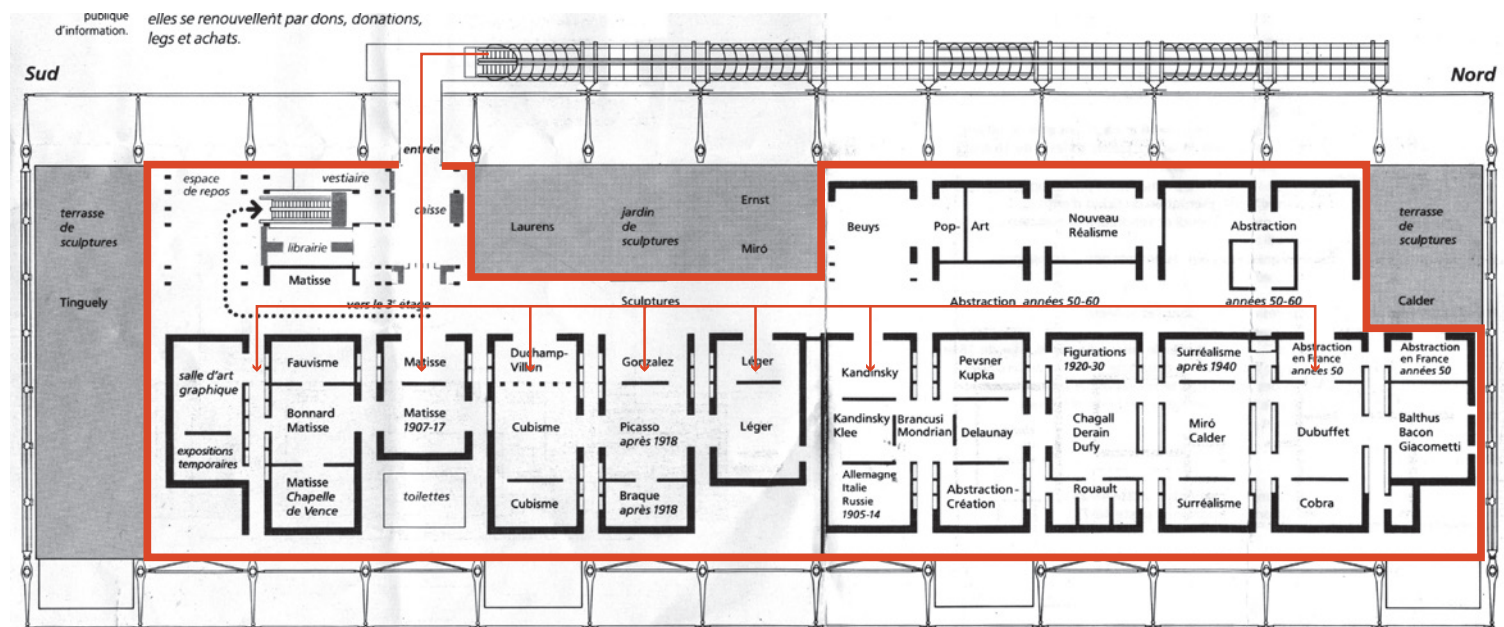 publique
d'information.
elles se renouvellent par dons, donations,
legs et achats.
Sud
Nord
entrée
espace
de repos
vestiaire
caisse
librairie
Matisse
vers le 3e étage
terrasse
de
sculptures
Tinguely
Laurens
jardin
de
sculptures
Ernst
Miró
Sculptures
Beuys
Pop-
Art
Nouveau
Réalisme
Abstraction
Abstraction années 50-60
années 50-60
terrasse
de
sculptures
Calder
salle d'art
graphique
expositions
temporaires
Fauvisme
Bonnard
Matisse
Matisse
Chapelle
de Vence
Matisse
Matisse
1907-17
toilettes
Duchamp-
Villon
Cubisme
Cubisme
Gonzalez
Picasso
après 1918
Braque
après 1918
Léger
Léger
Kandinsky
Kandinsky
Klee
Allemagne
Italie
Russie
1905-14
Brancusi
Mondrian
Pevsner
Kupka
Delaunay
Abstraction-
Création
Figurations
1920-30
Chagall
Derain
Dufy
Rouault
Surréalisme
après 1940
Miró
Calder
Surréalisme
Abstraction
en France
années 50
Dubuffet
Cobra
Abstraction
en France
années 50
Balthus
Bacon
Giacometti